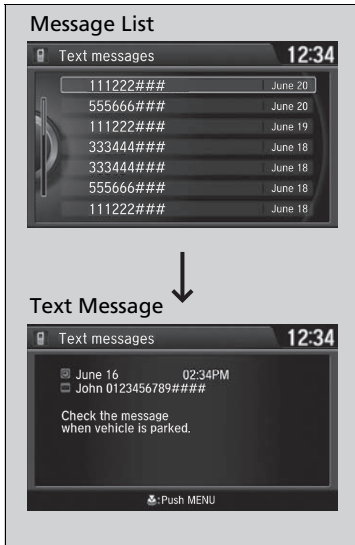 Message List
Text messages 12:34
111222### June 20
555666### June 20
111222### June 19
333444### June 18
333444### June 18
555666### June 18
111222### June 18
Text Message
Text messages 12:34
June 16 02:34PM
John 0123456789####
Check the message
when vehicle is parked.
:Push MENU